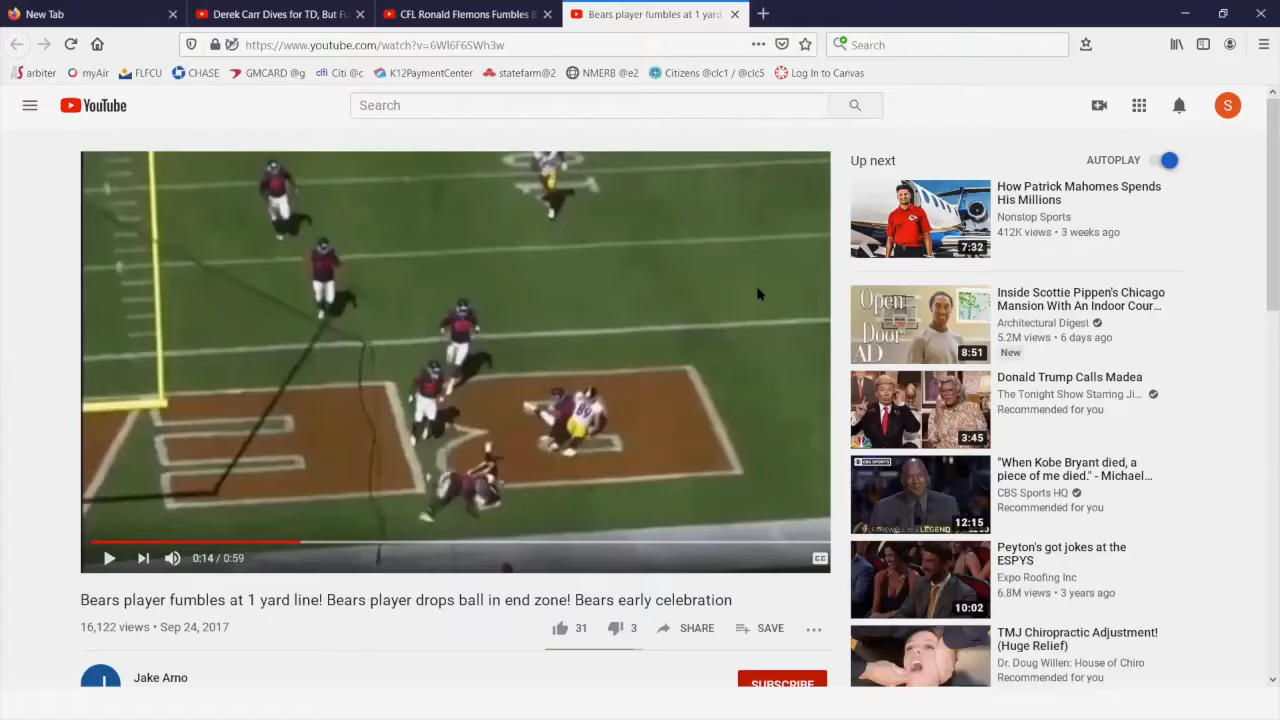 New Tab
Derek Carr Dives for TD, But Fu
CFL Ronald Flemons Fumbles B
Bears player fumbles at 1 yard
https://www.youtube.com/watch?v=6Wl6F6SWh3w
Search
arbiter
myAir
FLFCU
CHASE
GMCARD @g
citi Citi @c
K12PaymentCenter
statefarm@2
NMERB @e2
Citizens @clc1 / @clc5
Log In to Canvas
YouTube
Search
S
Up next
AUTOPLAY
How Patrick Mahomes Spends
His Millions
Nonstop Sports
412K views • 3 weeks ago
7:32
Open
Door
AD
8:51
Inside Scottie Pippen's Chicago
Mansion With An Indoor Cour...
Architectural Digest
5.2M views • 6 days ago
New
Donald Trump Calls Madea
The Tonight Show Starring Ji...
Recommended for you
3:45
CBS SPORTS
FAREWELL TO A LEGEND
12:15
"When Kobe Bryant died, a
piece of me died." - Michael...
CBS Sports HQ
Recommended for you
Peyton's got jokes at the
ESPYS
Expo Roofing Inc
6.8M views • 3 years ago
10:02
TMJ Chiropractic Adjustment!
(Huge Relief)
Dr. Doug Willen: House of Chiro
Recommended for you
89
0:14 / 0:59
CC
Bears player fumbles at 1 yard line! Bears player drops ball in end zone! Bears early celebration
16,122 views • Sep 24, 2017
31
3
SHARE
SAVE
J
Jake Arno
SUBSCRIBE